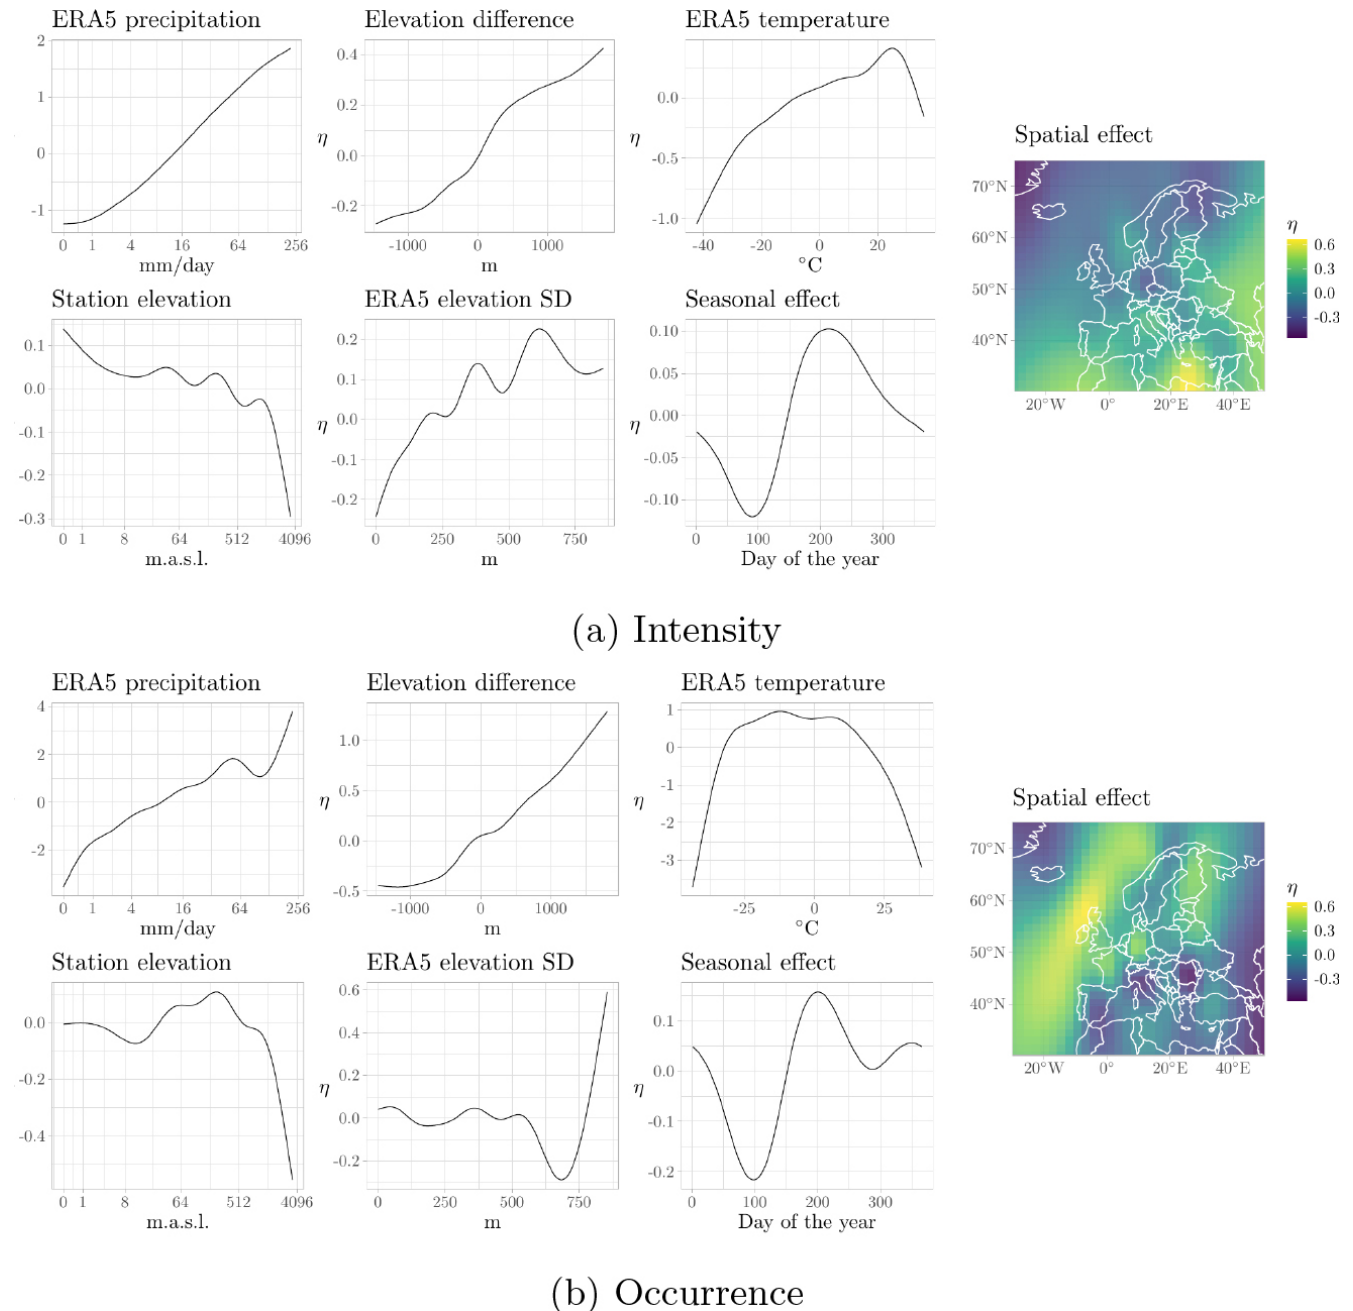 ERA5 precipitation
2
1
0
-1
0 1 4 16 64 256
mm/day
Elevation difference
η
0.4
0.2
0.0
-0.2
-1000 0 1000
m
ERA5 temperature
η
0.0
-0.5
-1.0
-40 -20 0 20
°C
Spatial effect
70°N
60°N
50°N
40°N
20°W 0° 20°E 40°E
η
0.6
0.3
0.0
-0.3
Station elevation
0.1
0.0
-0.1
-0.2
-0.3
0 1 8 64 512 4096
m.a.s.l.
ERA5 elevation SD
η
0.2
0.1
0.0
-0.1
-0.2
0 250 500 750
m
Seasonal effect
η
0.10
0.05
0.00
-0.05
-0.10
0 100 200 300
Day of the year
(a) Intensity
ERA5 precipitation
4
2
0
-2
0 1 4 16 64 256
mm/day
Elevation difference
η
1.0
0.5
0.0
-0.5
-1000 0 1000
m
ERA5 temperature
η
1
0
-1
-2
-3
-25 0 25
°C
Spatial effect
70°N
60°N
50°N
40°N
20°W 0° 20°E 40°E
η
0.6
0.3
0.0
-0.3
Station elevation
0.0
-0.2
-0.4
0 1 8 64 512 4096
m.a.s.l.
ERA5 elevation SD
η
0.6
0.4
0.2
0.0
-0.2
0 250 500 750
m
Seasonal effect
η
0.1
0.0
-0.1
-0.2
0 100 200 300
Day of the year
(b) Occurrence